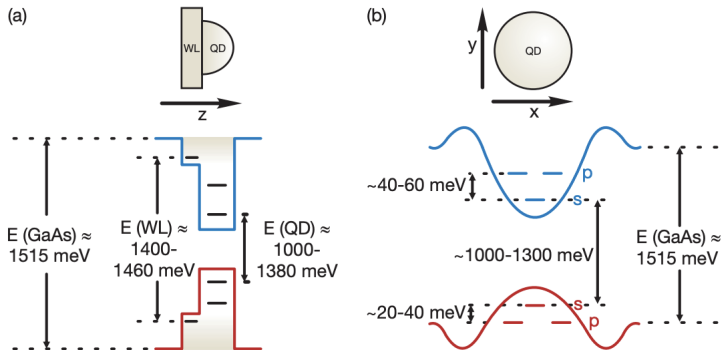 (a)
WL QD
z
E (GaAs) ≈
1515 meV
E (WL) ≈
1400-
1460 meV
E (QD) ≈
1000-
1380 meV
(b)
y
QD
x
p
~40-60 meV
s
~1000-1300 meV
E (GaAs) ≈
1515 meV
~20-40 meV
s
p